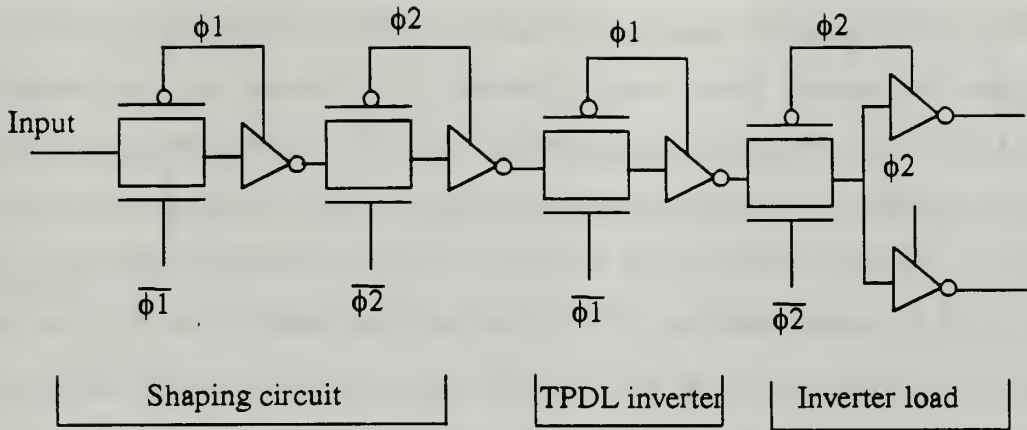 ϕ1 ϕ2 ϕ1 ϕ2
Input
ϕ2
ϕ1̅ ϕ2̅ ϕ1̅ ϕ2̅
Shaping circuit TPDL inverter Inverter load